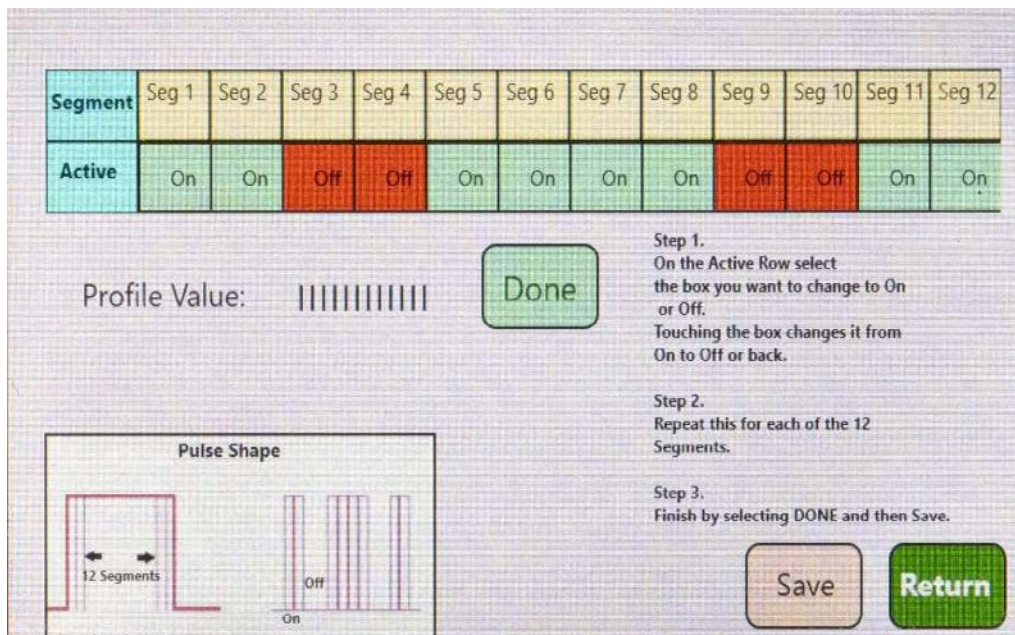 Segment Seg 1 Seg 2 Seg 3 Seg 4 Seg 5 Seg 6 Seg 7 Seg 8 Seg 9 Seg 10 Seg 11 Seg 12
Active On On Off Off On On On On Off Off On On
Profile Value: ||||||||||||
Done
Step 1.
On the Active Row select
the box you want to change to On
or Off.
Touching the box changes it from
On to Off or back.
Step 2.
Repeat this for each of the 12
Segments.
Step 3.
Finish by selecting DONE and then Save.
Pulse Shape
12 Segments
Off
On
Save
Return